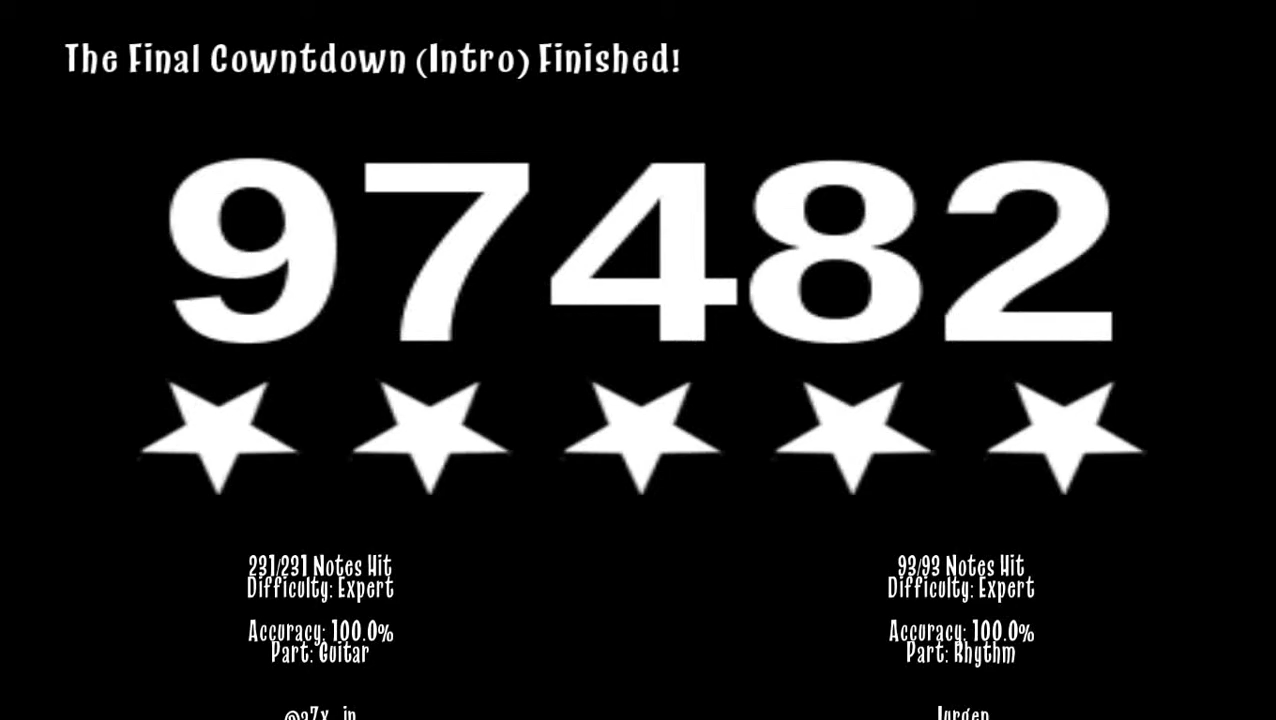 The Final Cowntdown (Intro) Finished!
97482
231/231 Notes Hit
Difficulty: Expert
Accuracy: 100.0%
Part: Guitar
93/93 Notes Hit
Difficulty: Expert
Accuracy: 100.0%
Part: Rhythm